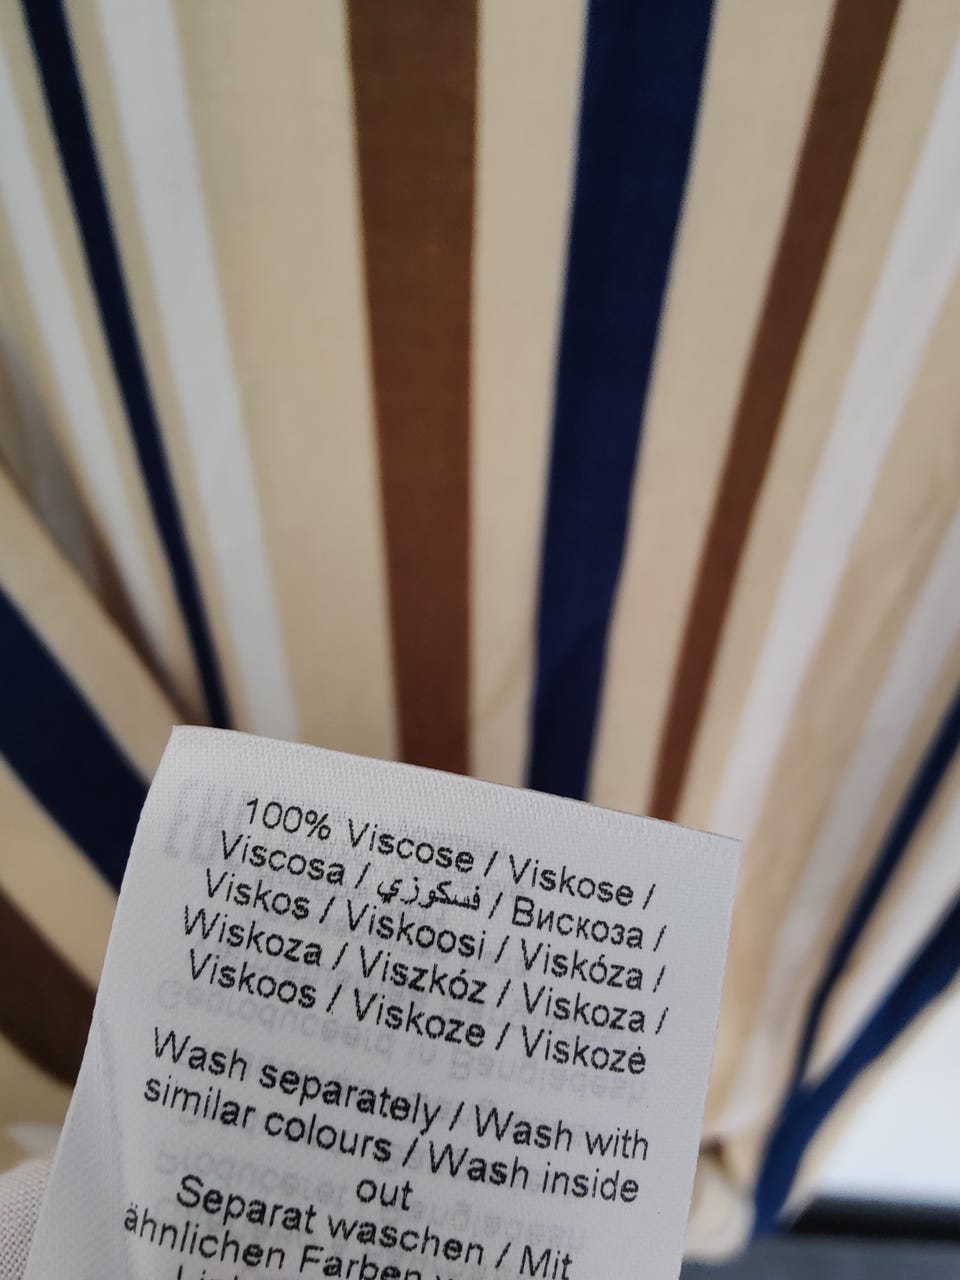 100% Viscose / Viskose /
Viscosa / فسكوزي / Вискоза /
Viskos / Viskoosi / Viskóza /
Wiskoza / Viszkóz / Viskoza /
Viskoos / Viskoze / Viskozė
Wash separately / Wash with
similar colours / Wash inside
out
Separat waschen / Mit
ähnlichen Farben